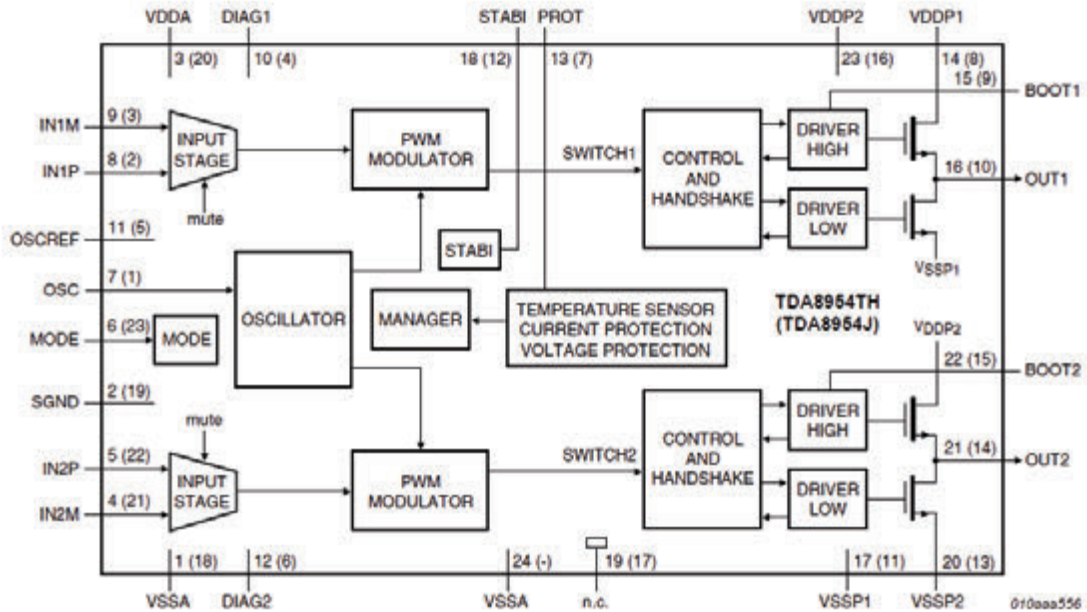 VDDA DIAG1 STABI PROT VDDP2 VDDP1
3 (20) 10 (4) 18 (12) 13 (7) 23 (16) 14 (8)
15 (9) BOOT1
IN1M 9 (3)
INPUT STAGE
PWM MODULATOR
DRIVER HIGH
IN1P 8 (2)
SWITCH1
CONTROL AND HANDSHAKE
16 (10) OUT1
mute
DRIVER LOW
OSCREF 11 (5)
STABI
VSSP1
OSC 7 (1)
OSCILLATOR
MANAGER
TEMPERATURE SENSOR
CURRENT PROTECTION
VOLTAGE PROTECTION
TDA8954TH
(TDA8954J)
MODE 6 (23)
MODE
VDDP2
22 (15) BOOT2
SGND 2 (19)
mute
DRIVER HIGH
IN2P 5 (22)
INPUT STAGE
PWM MODULATOR
SWITCH2
CONTROL AND HANDSHAKE
21 (14) OUT2
IN2M 4 (21)
DRIVER LOW
1 (18) 12 (6) 24 (-) 19 (17) 17 (11) 20 (13)
VSSA DIAG2 VSSA n.c. VSSP1 VSSP2
010aaa556